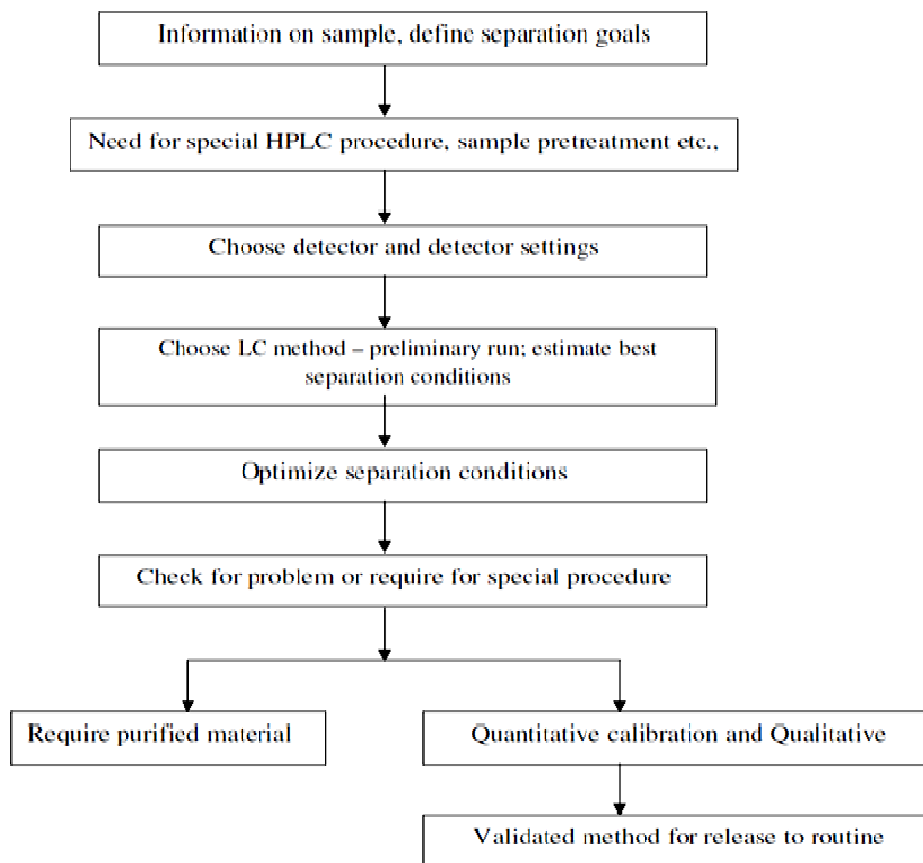 Information on sample, define separation goals
Need for special HPLC procedure, sample pretreatment etc.,
Choose detector and detector settings
Choose LC method – preliminary run; estimate best
separation conditions
Optimize separation conditions
Check for problem or require for special procedure
Require purified material
Quantitative calibration and Qualitative
Validated method for release to routine